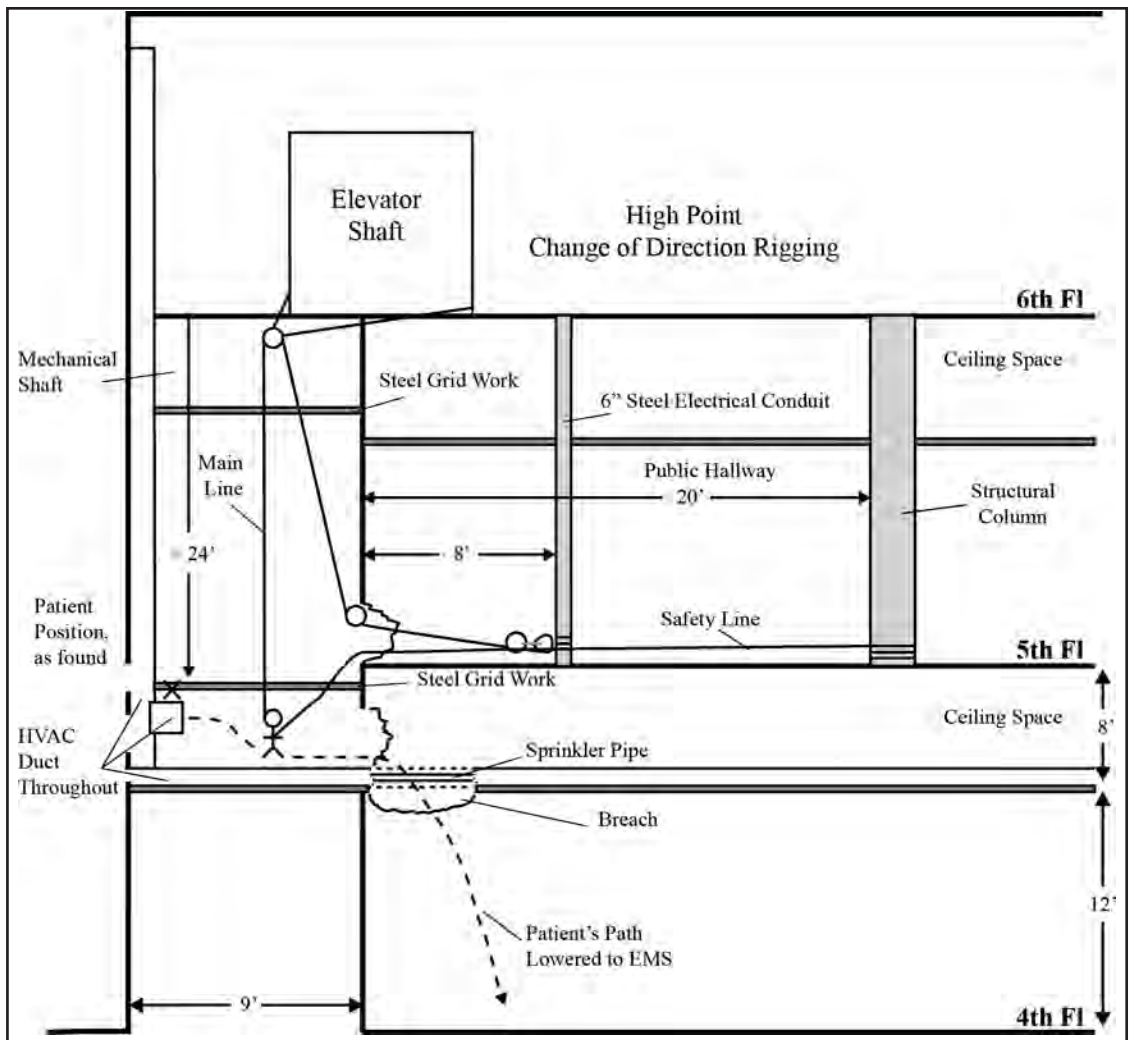 Elevator
Shaft
High Point
Change of Direction Rigging
6th Fl
Mechanical
Shaft
Steel Grid Work
Ceiling Space
6” Steel Electrical Conduit
Main
Line
Public Hallway
20’
Structural
Column
24’
8’
Patient
Position,
as found
Safety Line
5th Fl
Steel Grid Work
HVAC
Duct
Throughout
Ceiling Space
8’
Sprinkler Pipe
Breach
12’
Patient’s Path
Lowered to EMS
9’
4th Fl